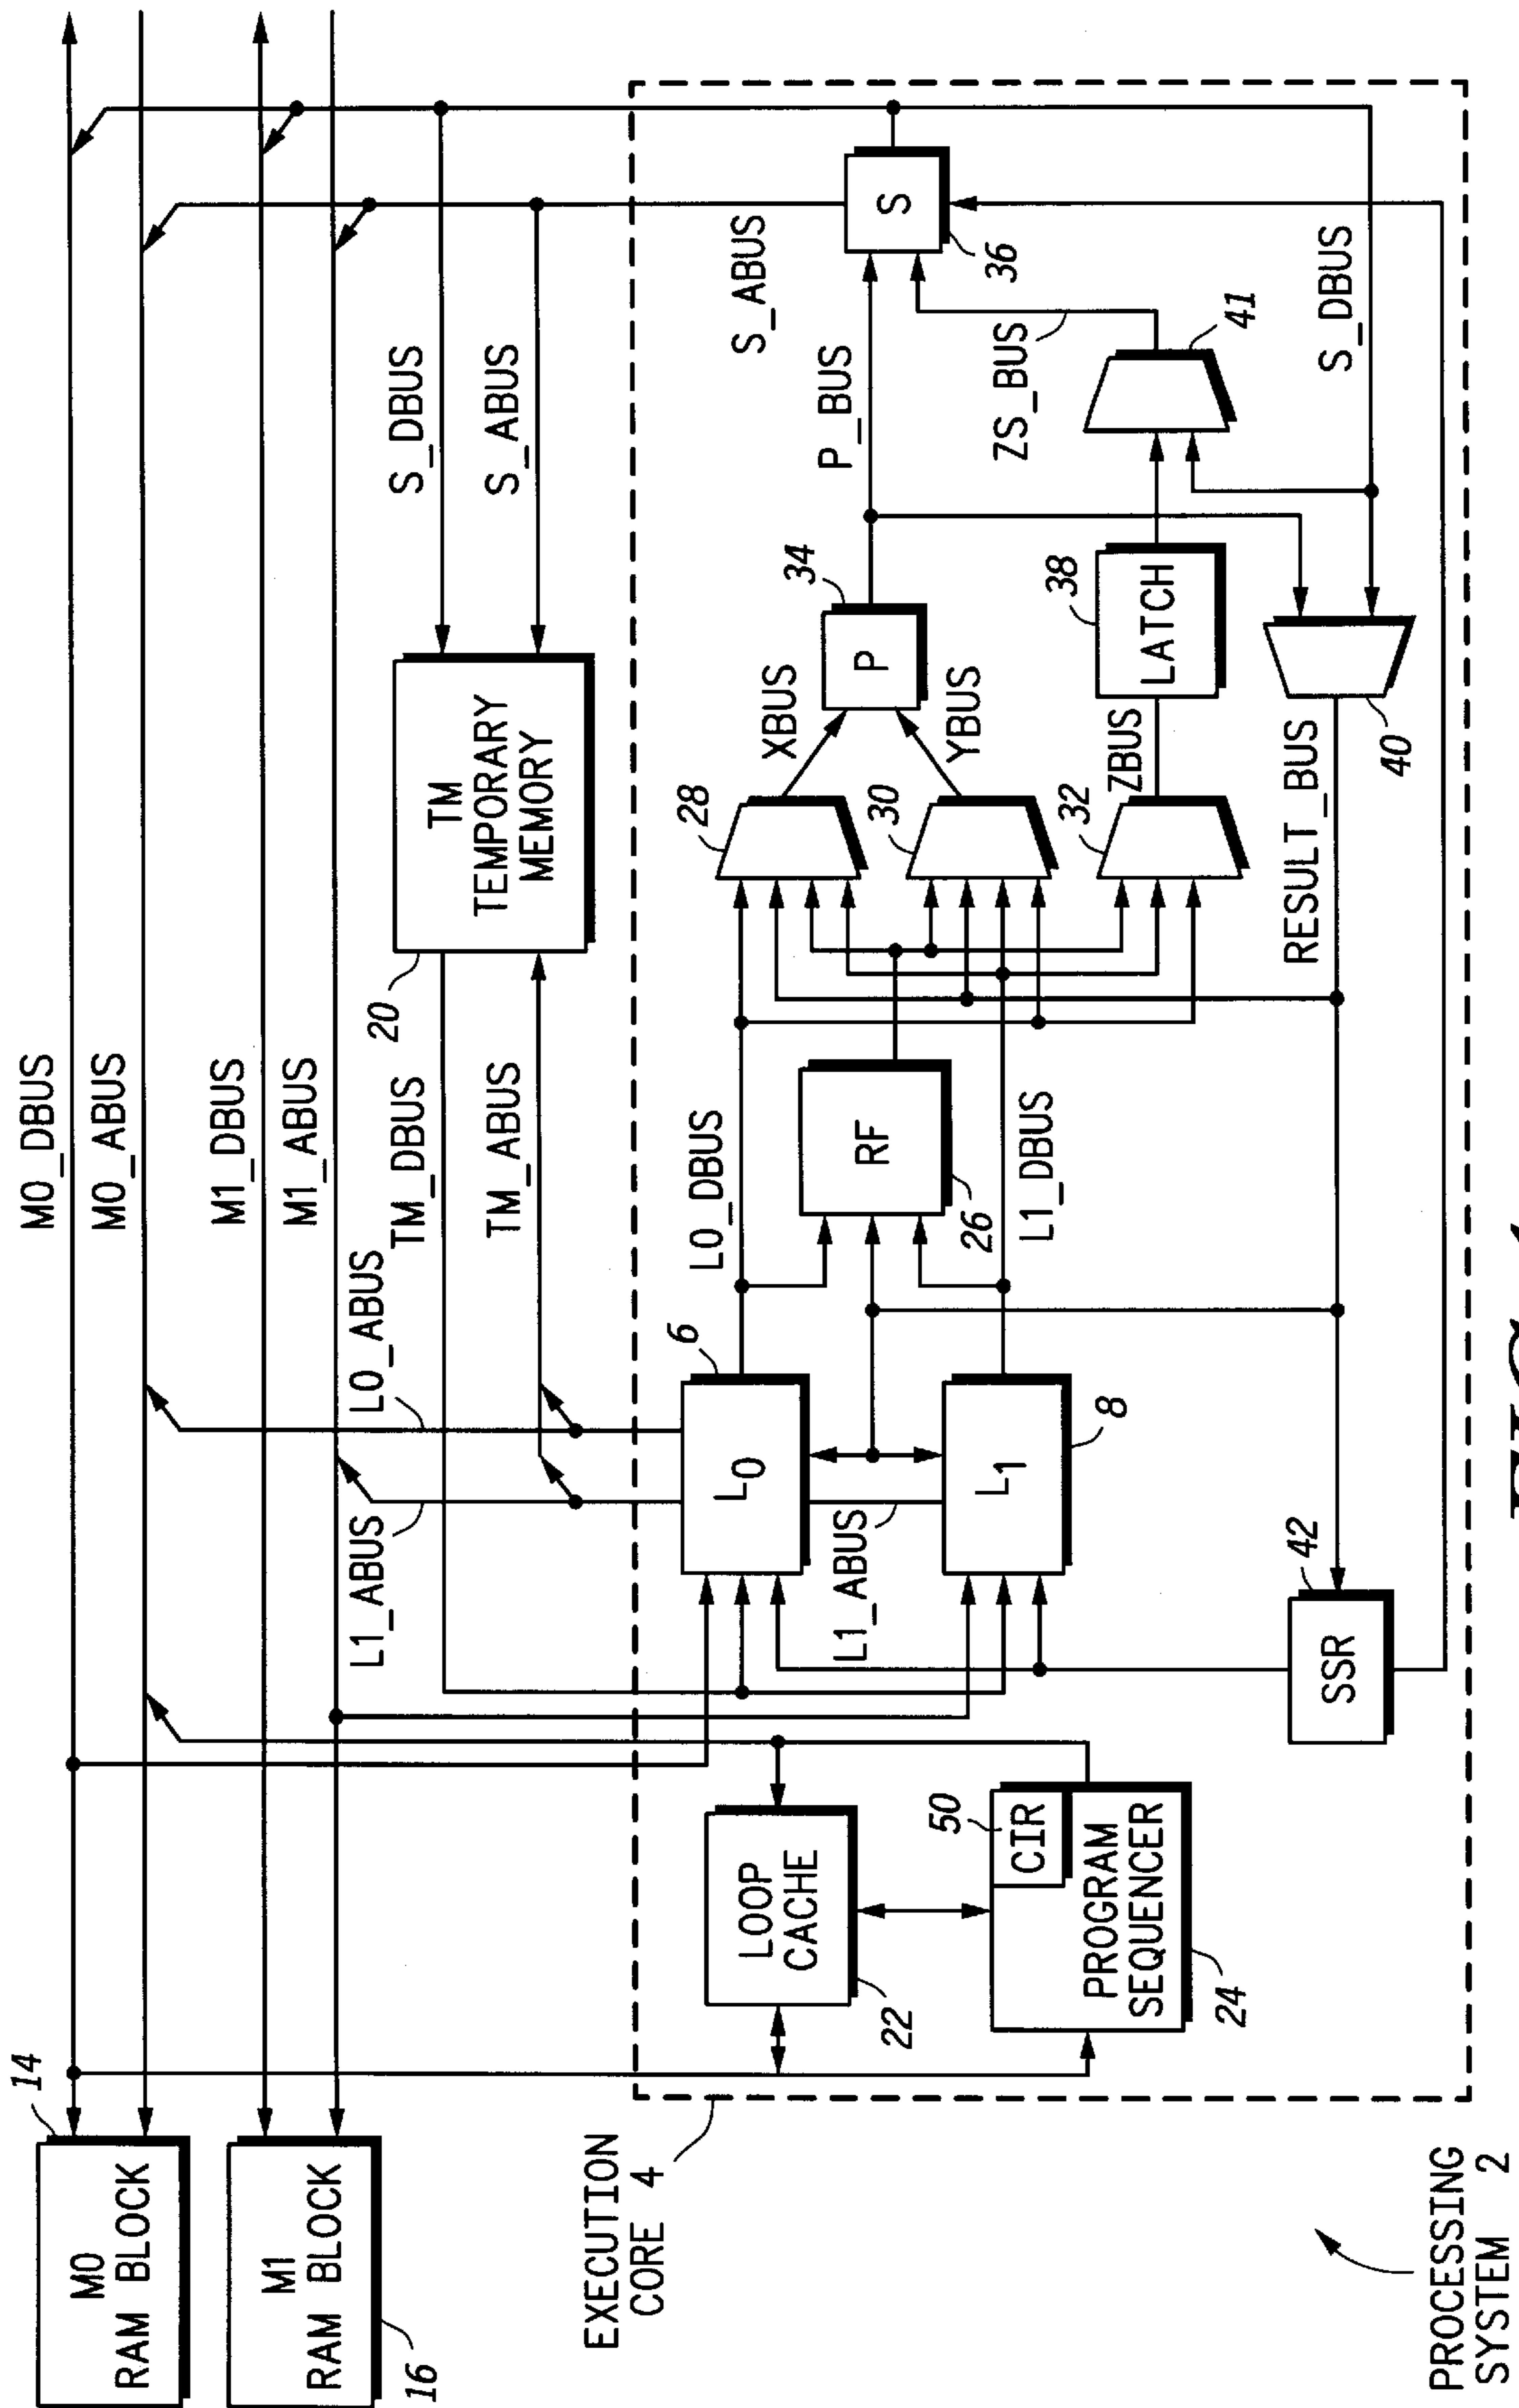 M0
RAM BLOCK
14
M1
RAM BLOCK
16
M0_DBUS
M0_ABUS
M1_DBUS
M1_ABUS
L0_ABUS
L1_ABUS
TM_DBUS
TM_ABUS
20
TM
TEMPORARY
MEMORY
S_DBUS
S_ABUS
EXECUTION
CORE 4
LOOP
CACHE
22
50
CIR
PROGRAM
SEQUENCER
24
L0
6
L1_ABUS
L1
8
L0_DBUS
RF
26
L1_DBUS
28
XBUS
30
YBUS
32
ZBUS
34
P
P_BUS
38
LATCH
ZS_BUS
41
S_ABUS
S
36
S_DBUS
RESULT_BUS
40
42
SSR
PROCESSING
SYSTEM 2